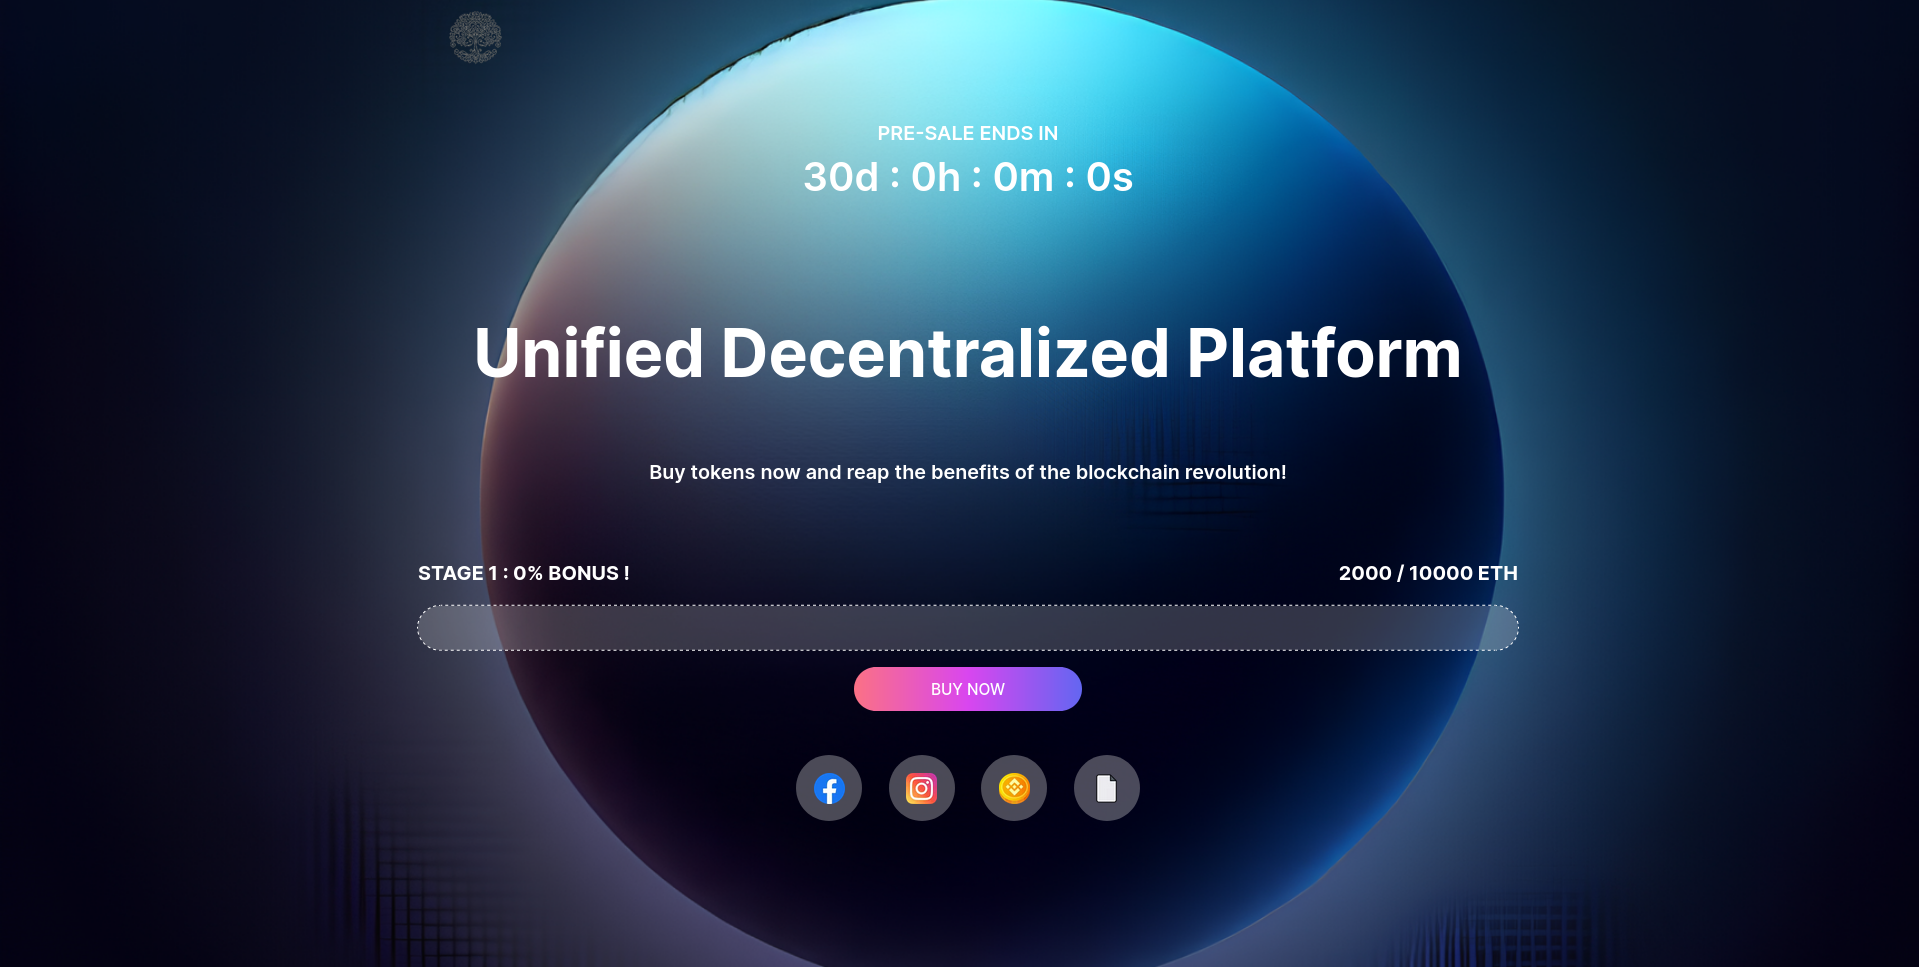 PRE-SALE ENDS IN
30d : 0h : 0m : 0s
Unified Decentralized Platform
Buy tokens now and reap the benefits of the blockchain revolution!
STAGE 1 : 0% BONUS !
2000 / 10000 ETH
BUY NOW